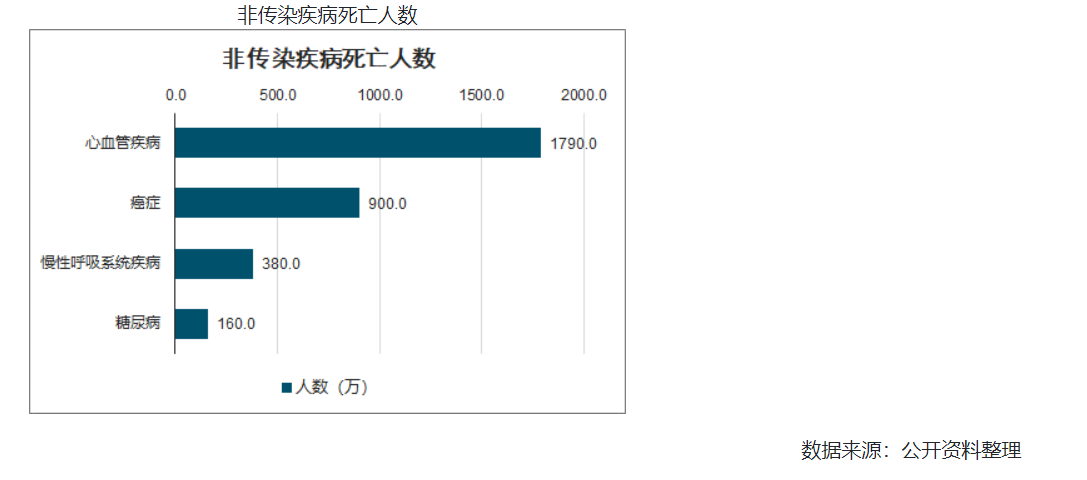 非传染疾病死亡人数
非传染疾病死亡人数
0.0 500.0 1000.0 1500.0 2000.0
心血管疾病 1790.0
癌症 900.0
慢性呼吸系统疾病 380.0
糖尿病 160.0
人数（万）
数据来源：公开资料整理